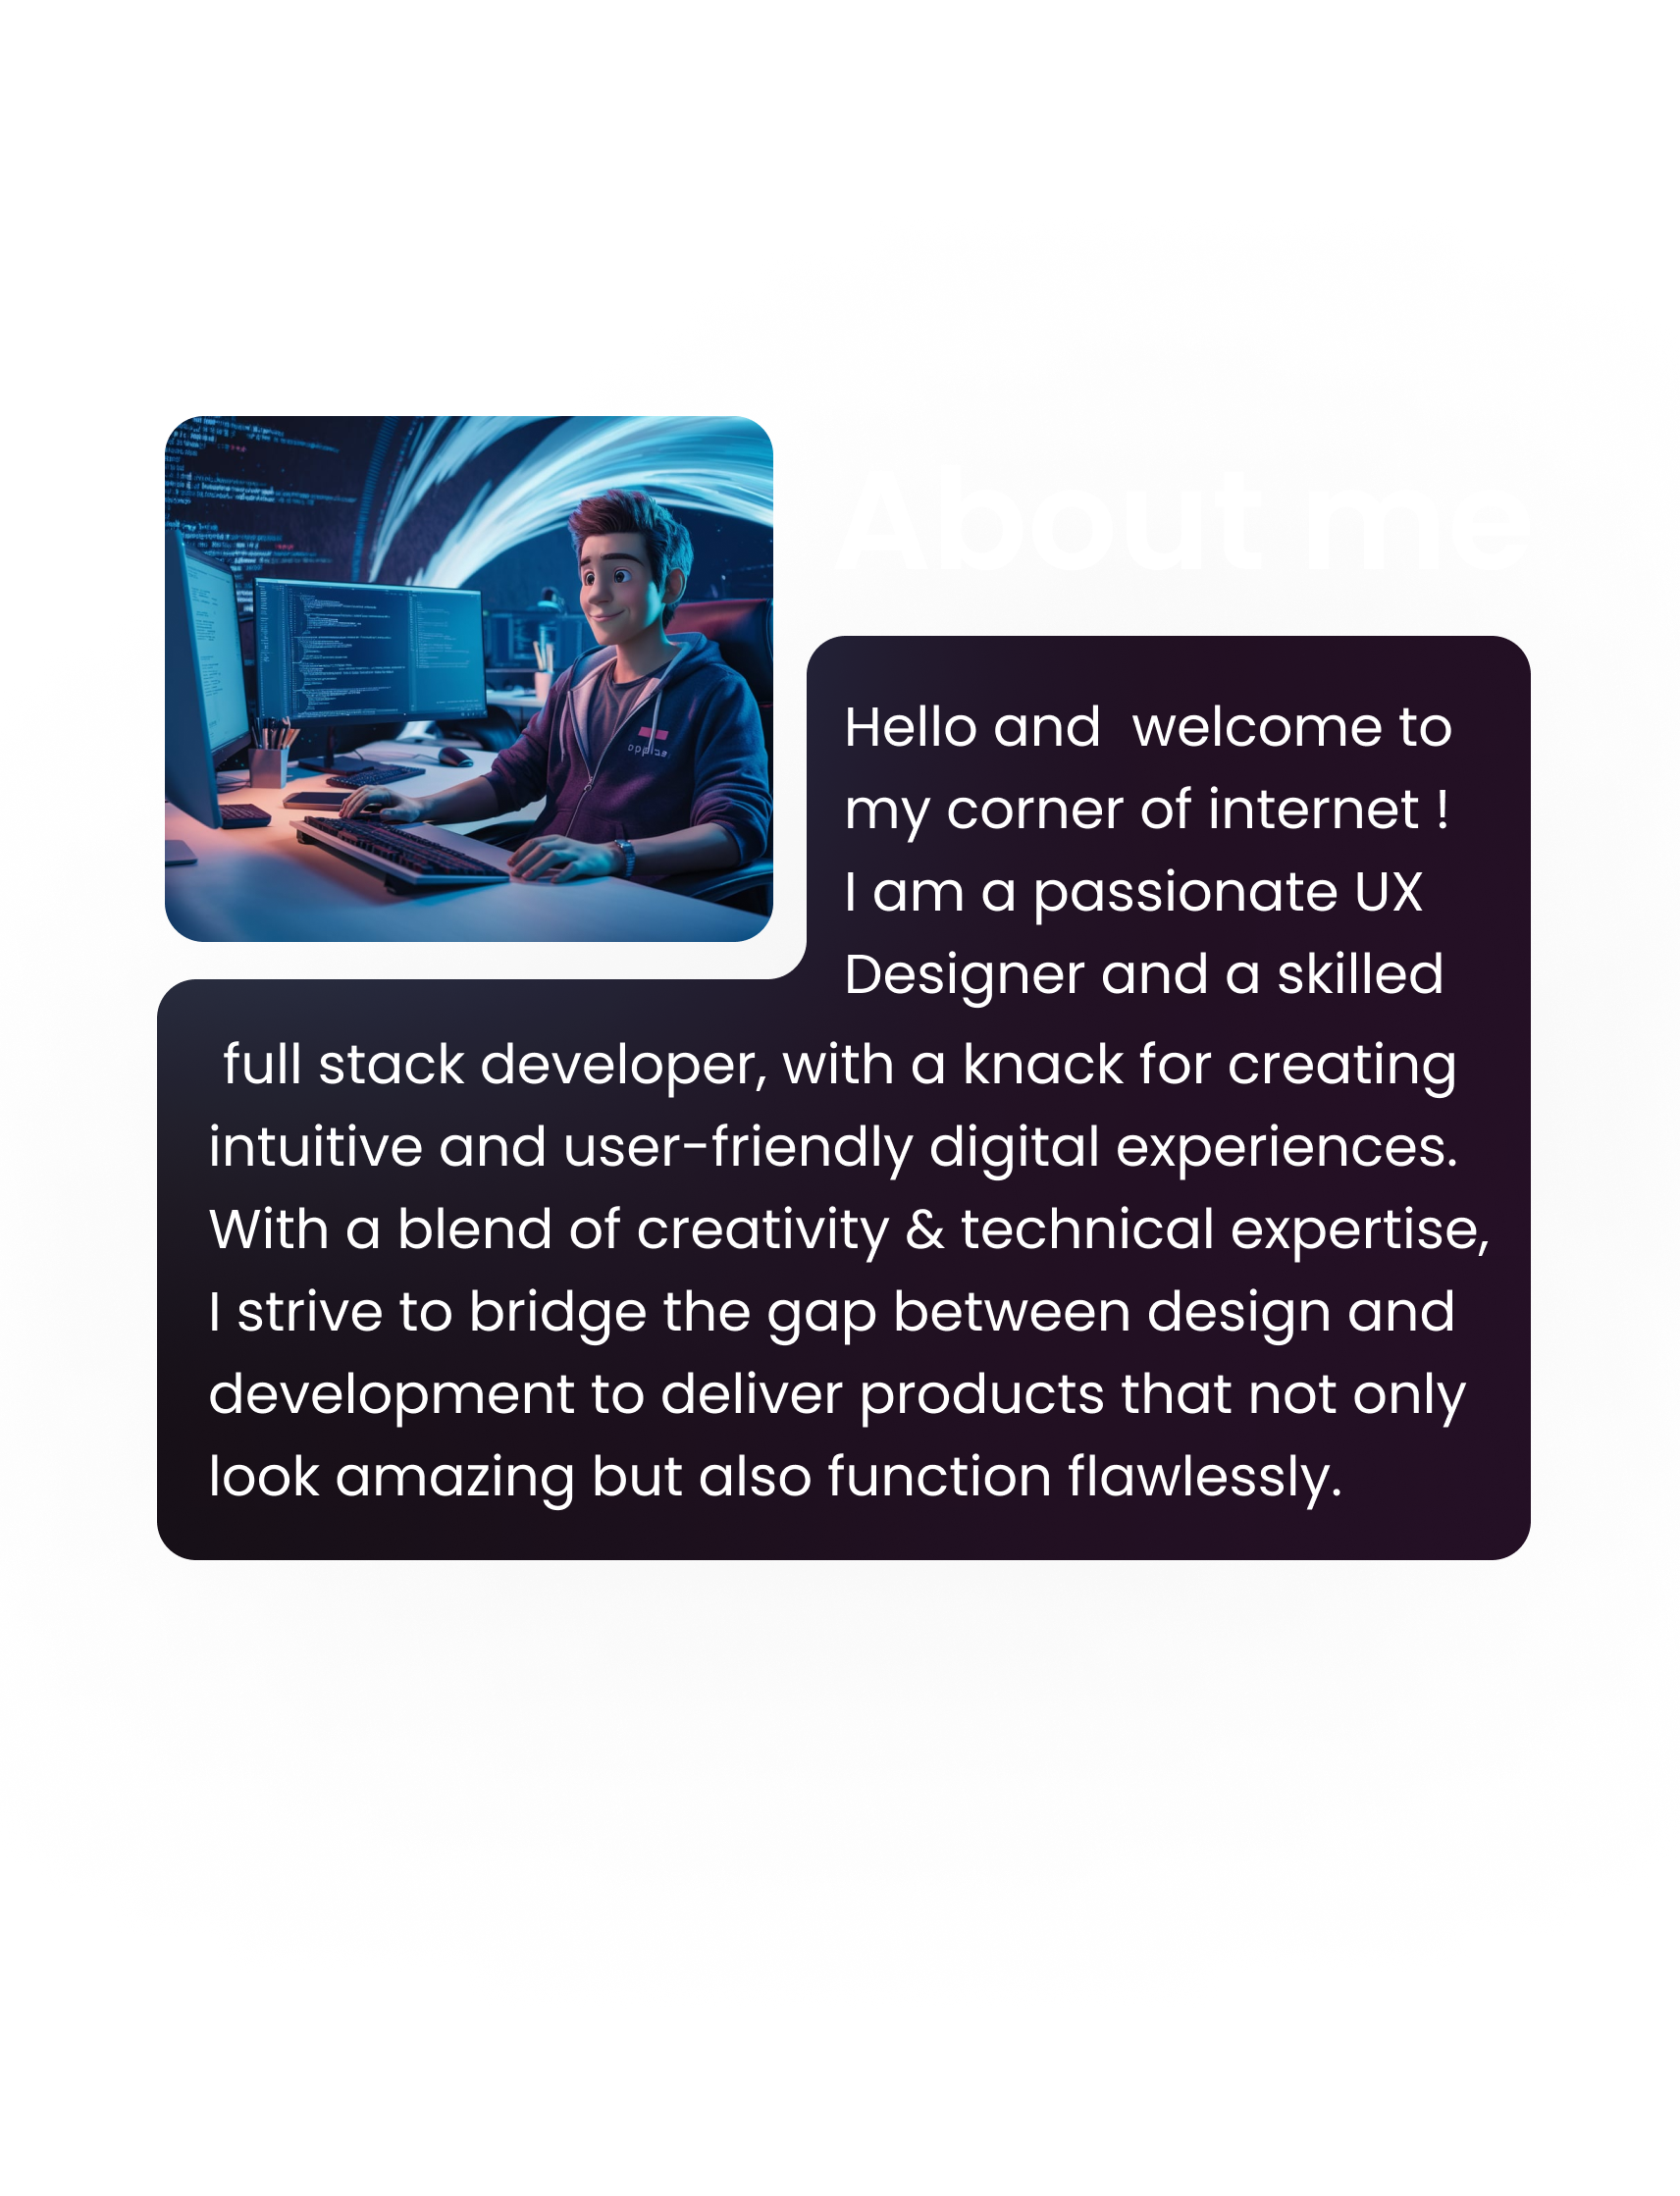 About me
Hello and  welcome to
my corner of internet !
I am a passionate UX
Designer and a skilled
full stack developer, with a knack for creating
intuitive and user-friendly digital experiences.
With a blend of creativity & technical expertise,
I strive to bridge the gap between design and
development to deliver products that not only
look amazing but also function flawlessly.